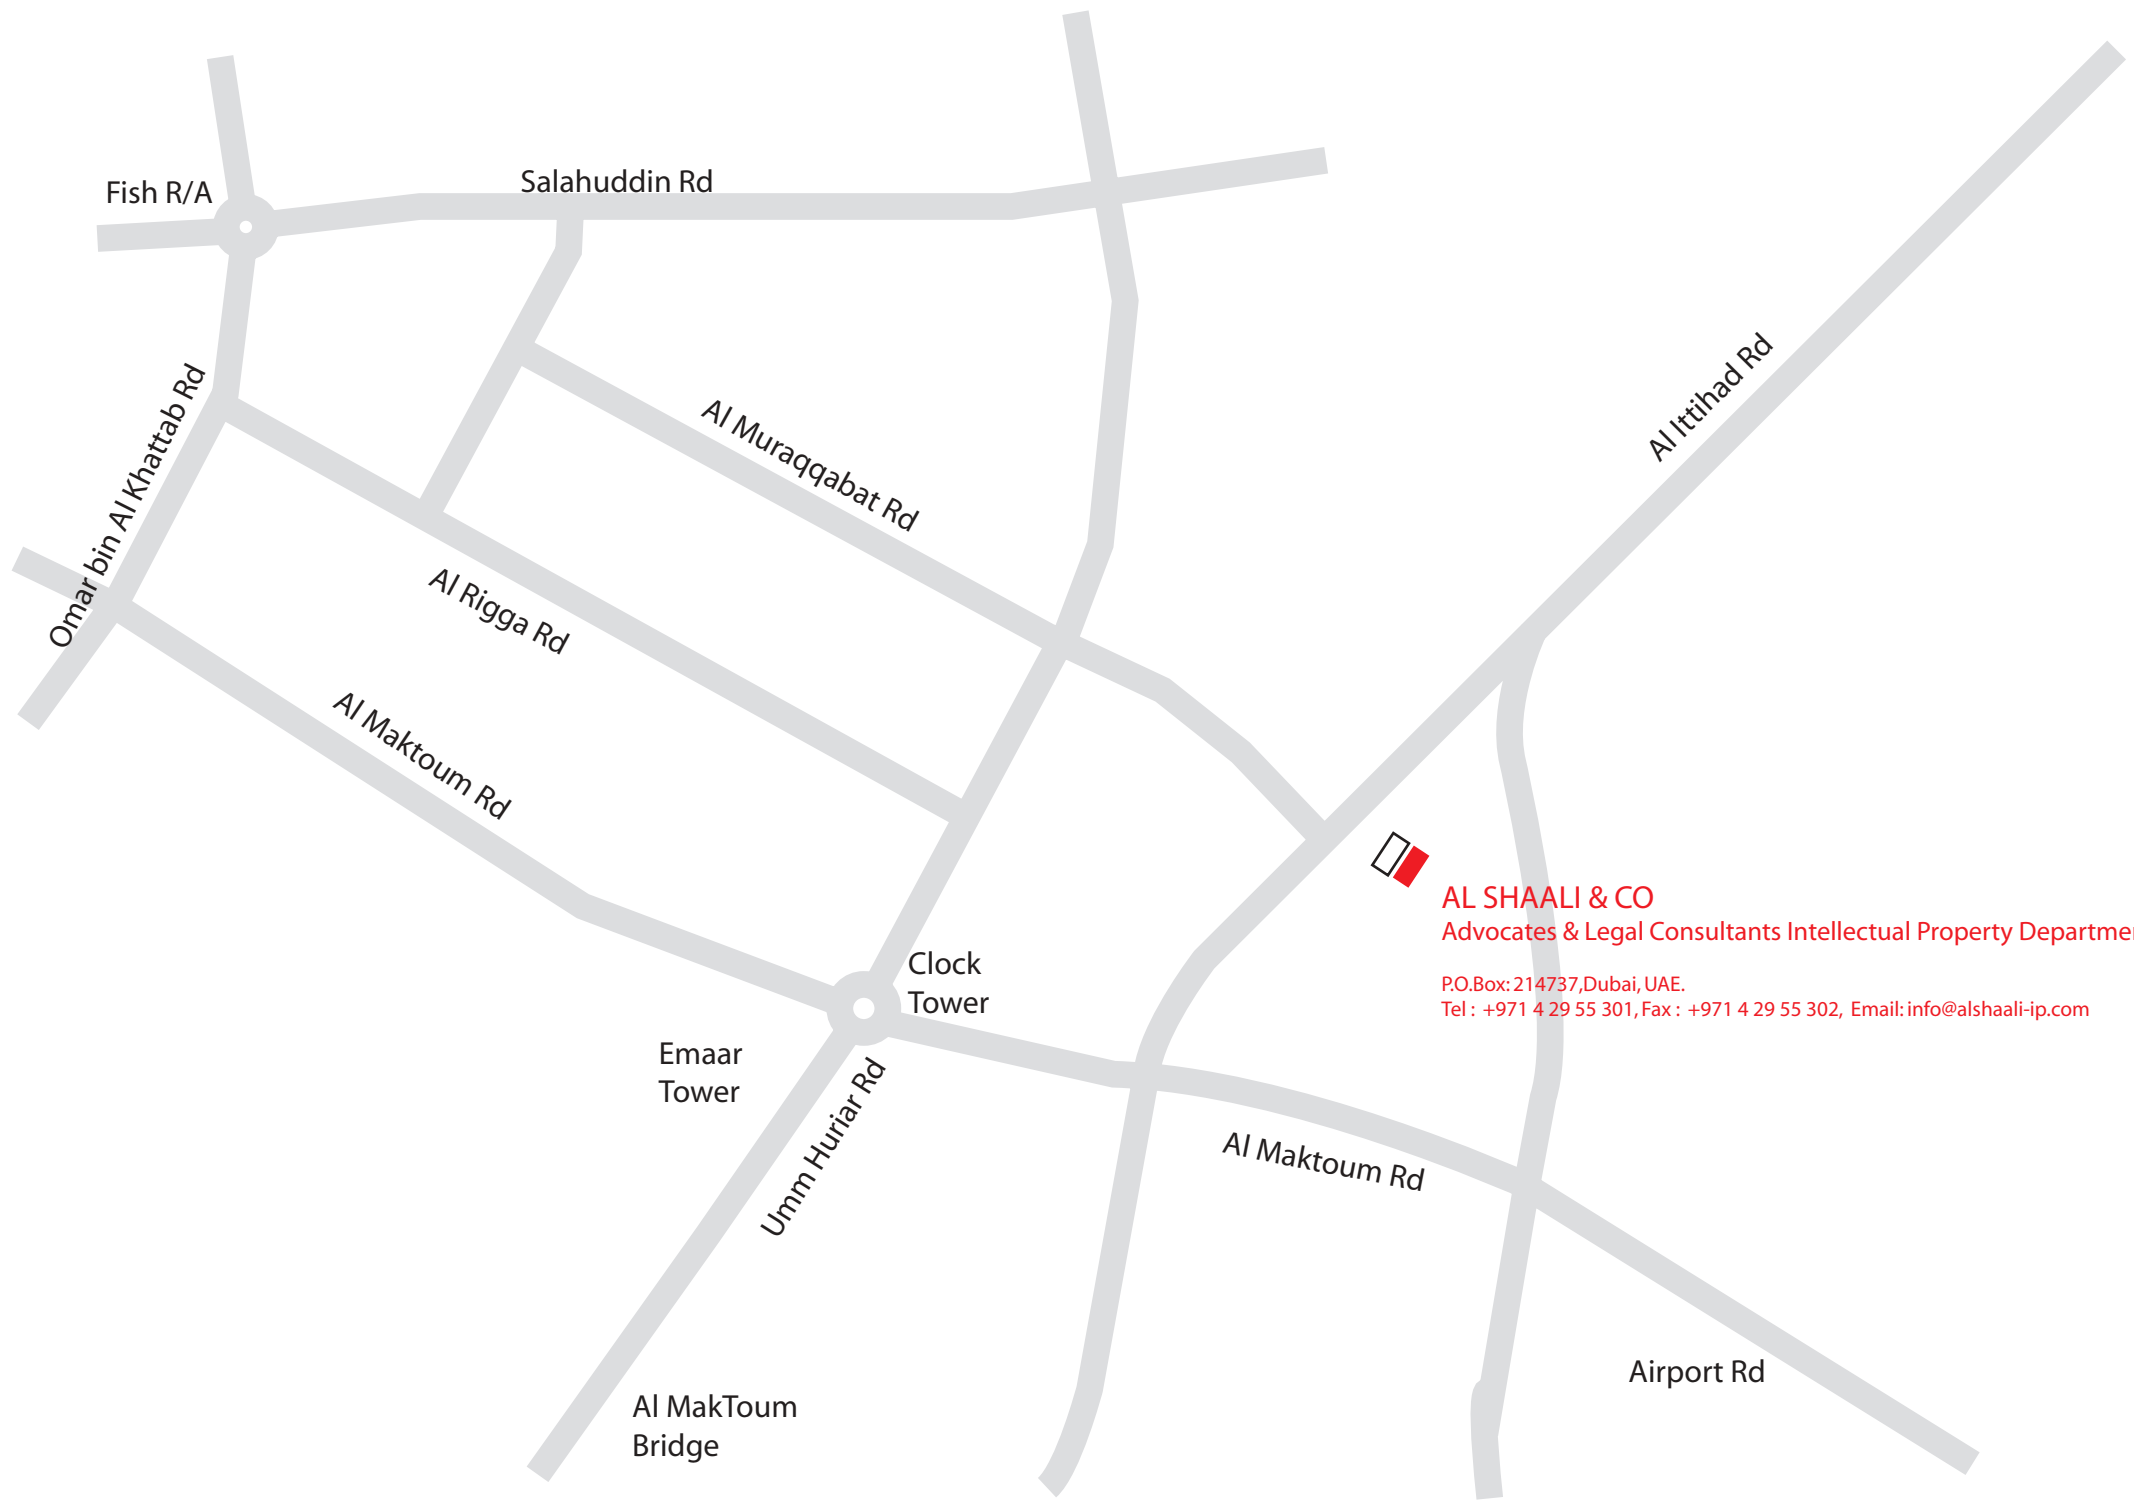 Fish R/A
Salahuddin Rd
Omar bin Al Khattab Rd
Al Muraqqabat Rd
Al Ittihad Rd
Al Rigga Rd
Al Maktoum Rd
AL SHAALI & CO
Advocates & Legal Consultants Intellectual Property Departme
P.O.Box: 214737,Dubai, UAE.
Tel : +971 4 29 55 301, Fax : +971 4 29 55 302, Email: info@alshaali-ip.com
Clock
Tower
Emaar
Tower
Umm Huriar Rd
Al Maktoum Rd
Airport Rd
Al MakToum
Bridge